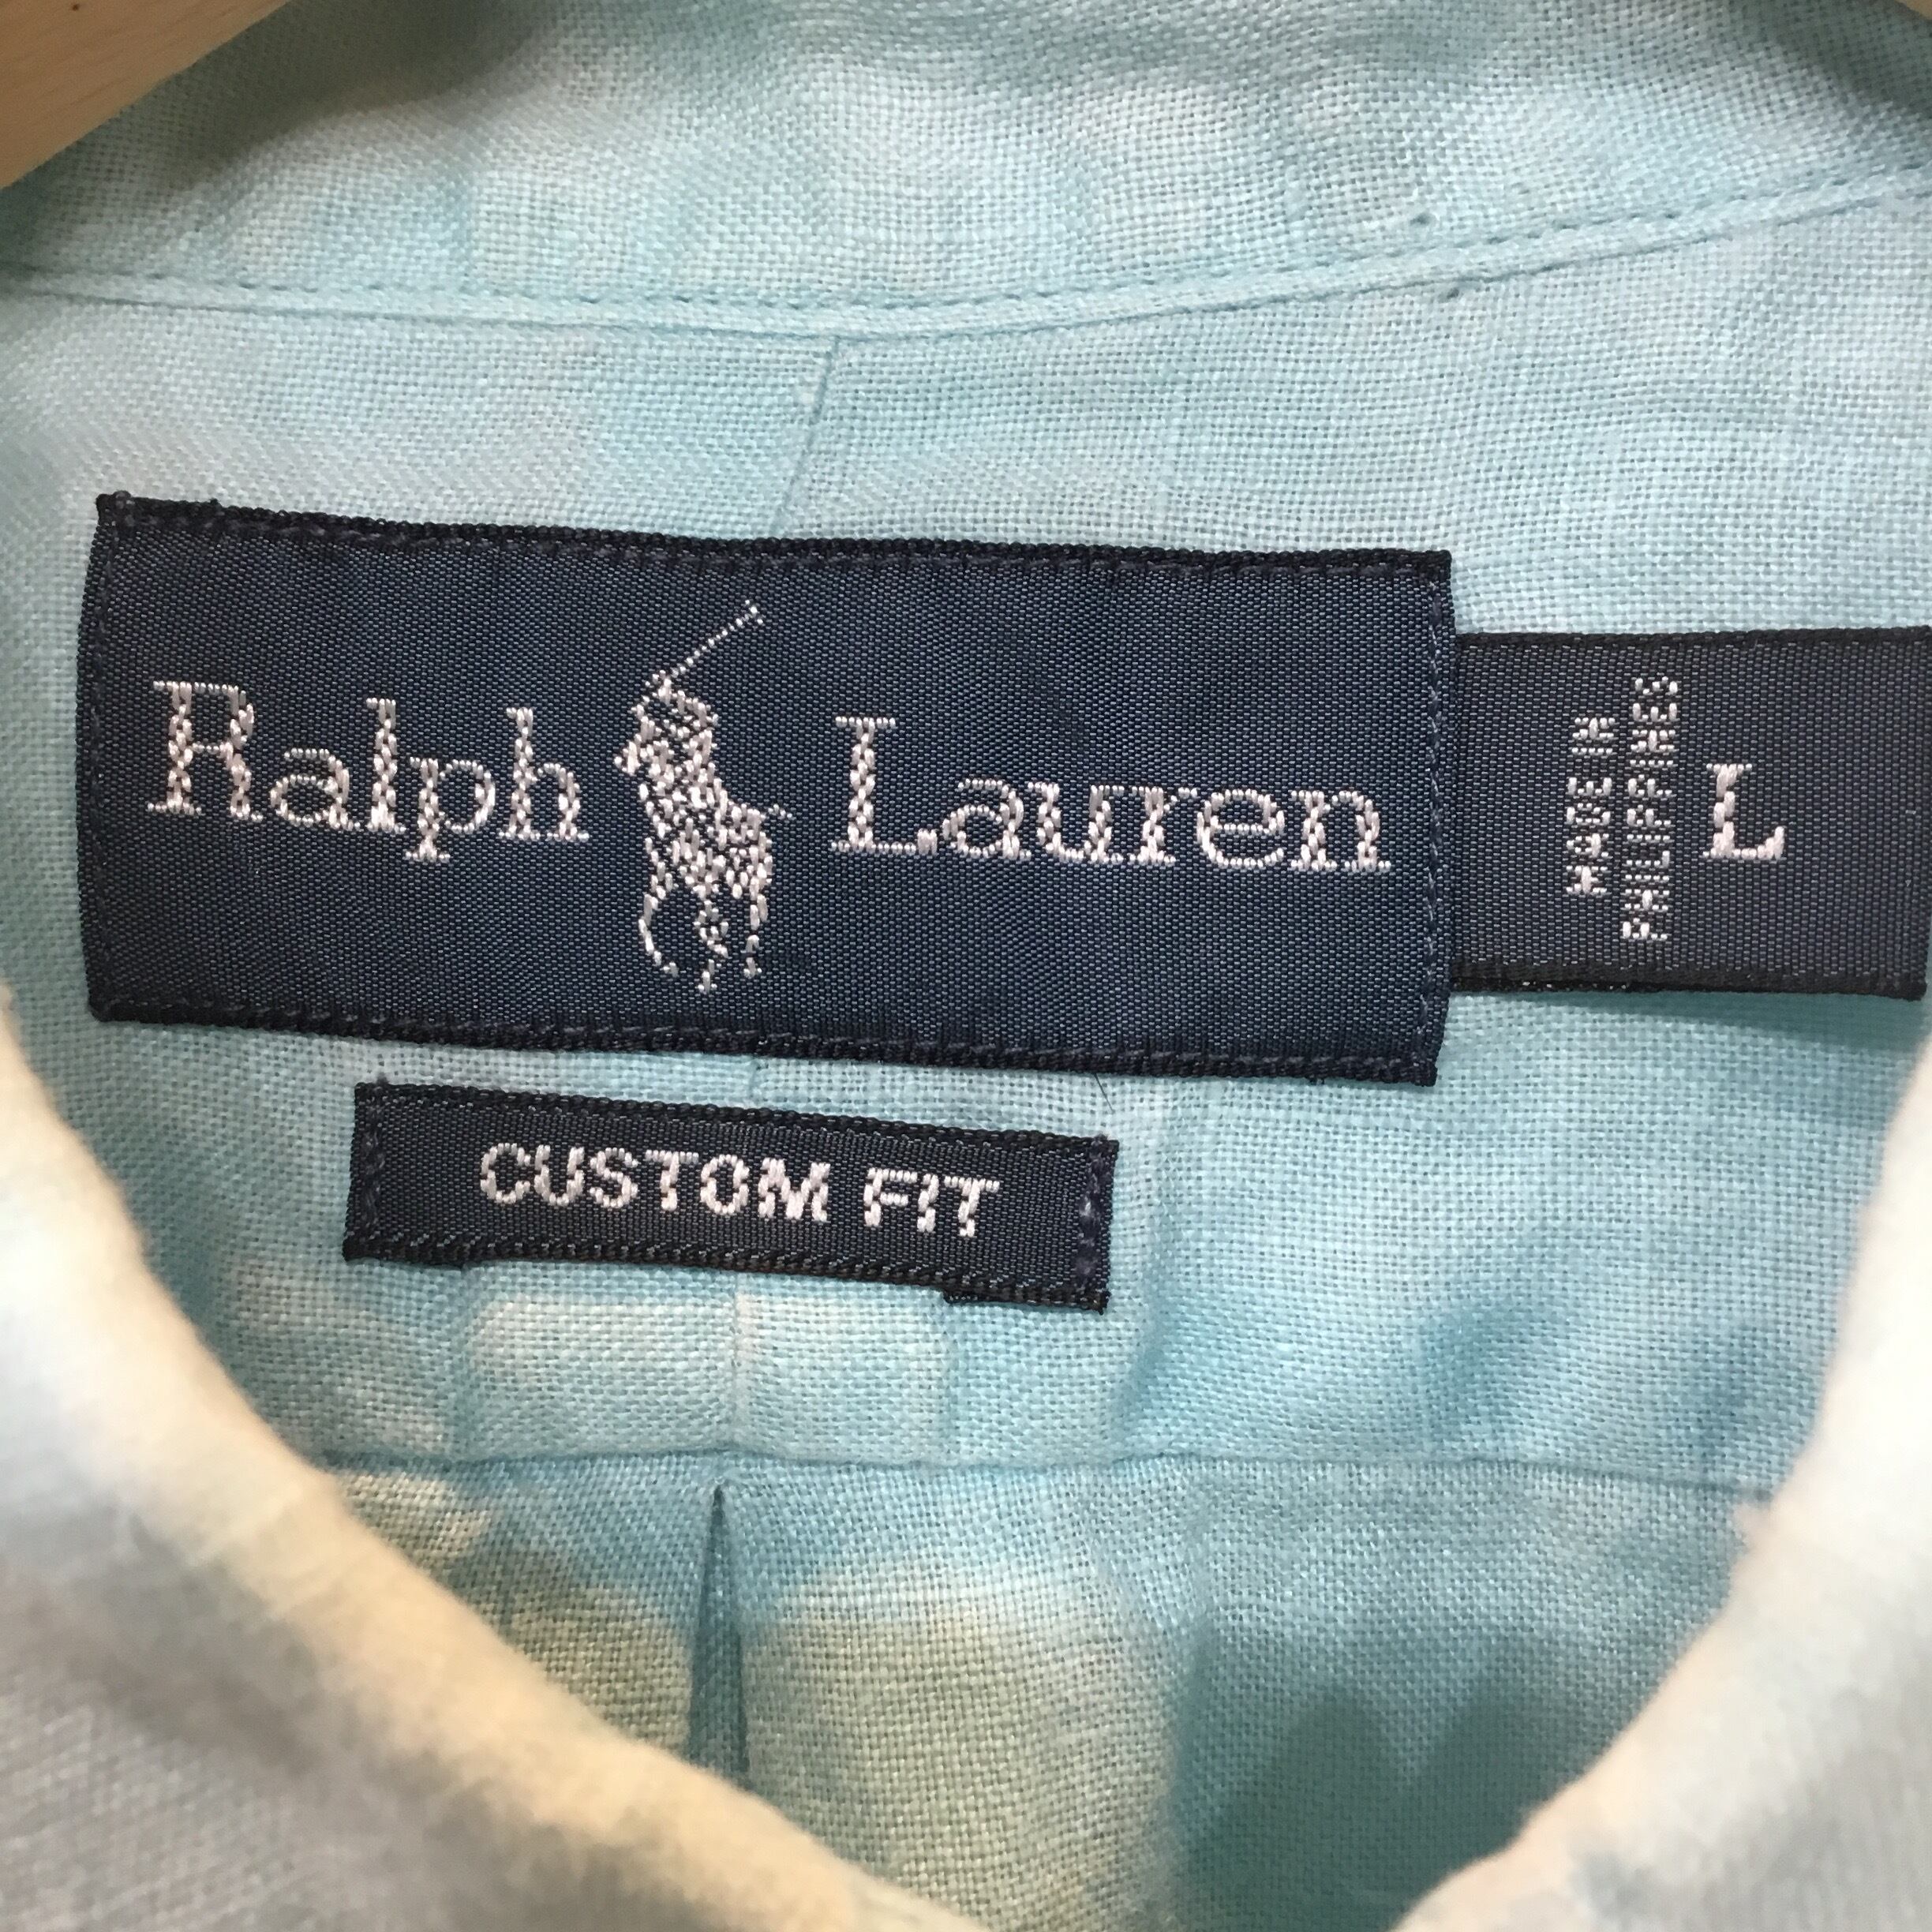 Ralph Lauren
MADE IN
PHILIPPINES
L
CUSTOM FIT